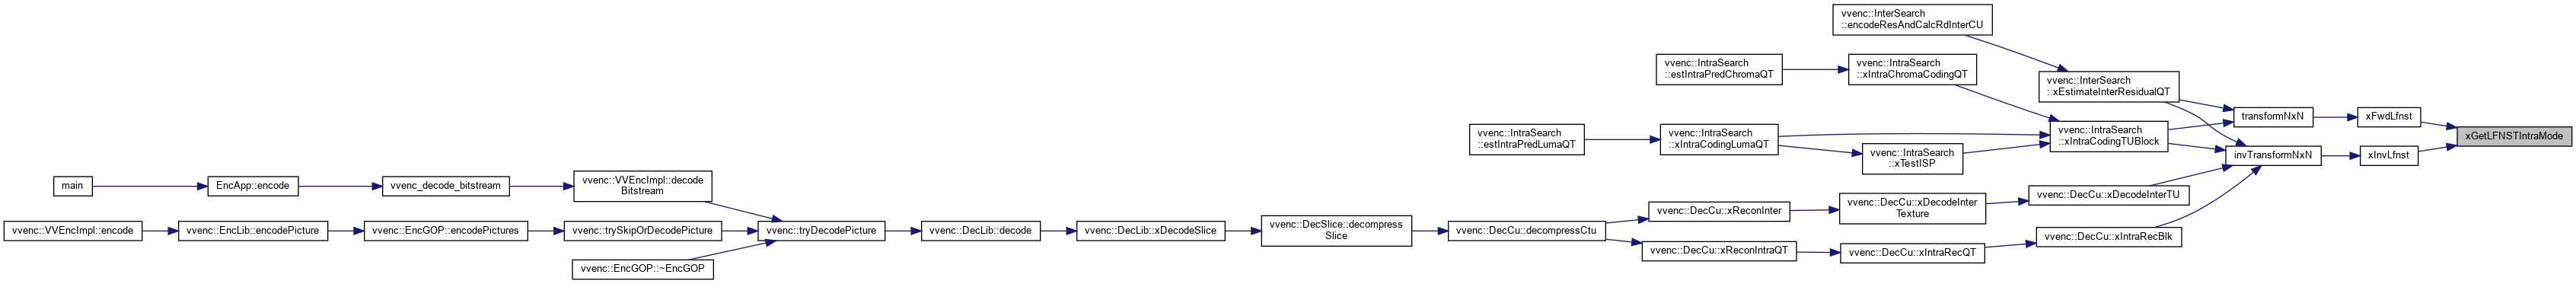 vvenc::InterSearch
::encodeResAndCalcRdInterCU
vvenc::IntraSearch
::estIntraPredChromaQT
vvenc::IntraSearch
::xIntraChromaCodingQT
vvenc::InterSearch
::xEstimateInterResidualQT
transformNxN
xFwdLfnst
vvenc::IntraSearch
::estIntraPredLumaQT
vvenc::IntraSearch
::xIntraCodingLumaQT
vvenc::IntraSearch
::xIntraCodingTUBlock
xGetLFNSTIntraMode
vvenc::IntraSearch
::xTestISP
invTransformNxN
xInvLfnst
main
EncApp::encode
vvenc_decode_bitstream
vvenc::VVEncImpl::decode
Bitstream
vvenc::DecCu::xReconInter
vvenc::DecCu::xDecodeInter
Texture
vvenc::DecCu::xDecodeInterTU
vvenc::VVEncImpl::encode
vvenc::EncLib::encodePicture
vvenc::EncGOP::encodePictures
vvenc::trySkipOrDecodePicture
vvenc::tryDecodePicture
vvenc::DecLib::decode
vvenc::DecLib::xDecodeSlice
vvenc::DecSlice::decompress
Slice
vvenc::DecCu::decompressCtu
vvenc::DecCu::xIntraRecBlk
vvenc::DecCu::xReconIntraQT
vvenc::DecCu::xIntraRecQT
vvenc::EncGOP::~EncGOP